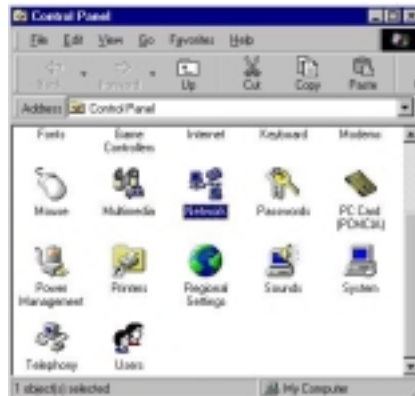 Control Panel
File Edit View Go Favorites Help
Back Forward Up Cut Copy Paste
Address Control Panel
Fonts Game Controllers Internet Keyboard Modems
Mouse Multimedia Network Passwords PC Card (PCMCIA)
Power Management Printers Regional Settings Sounds System
Telephony Users
1 object(s) selected My Computer